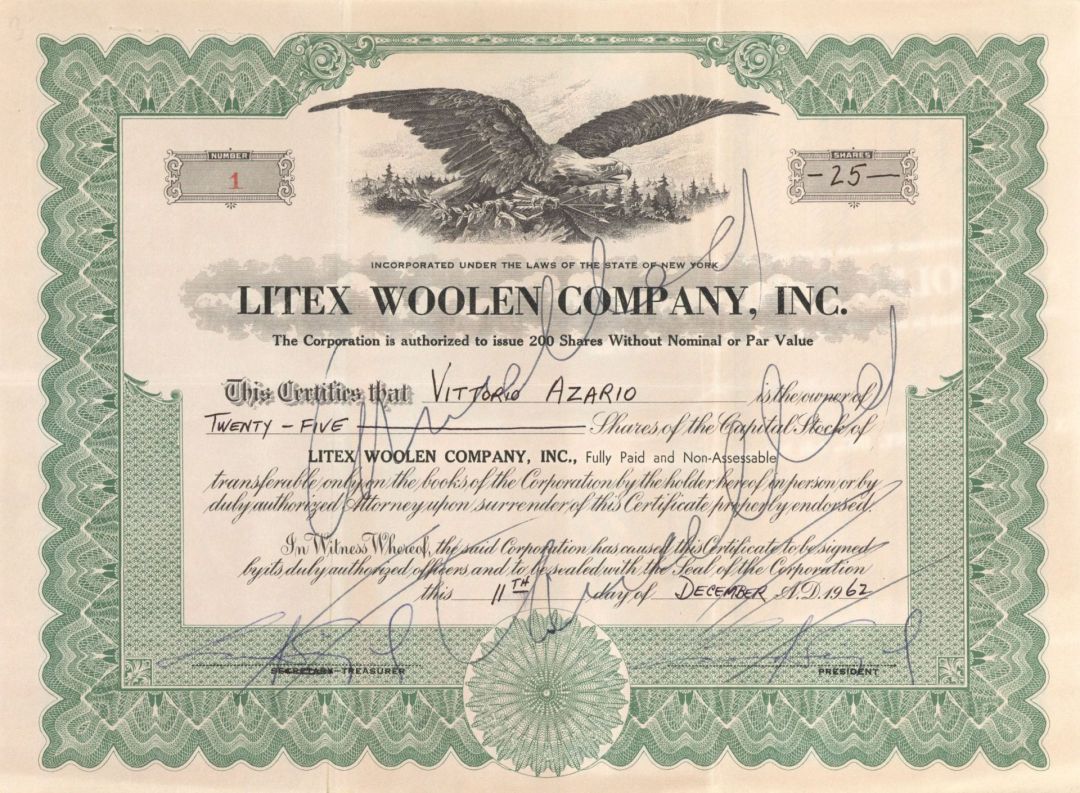 NUMBER
1
SHARES
-25-
INCORPORATED UNDER THE LAWS OF THE STATE OF NEW YORK
LITEX WOOLEN COMPANY, INC.
The Corporation is authorized to issue 200 Shares Without Nominal or Par Value
This Certifies that VITTORIO AZARIO is the owner of
TWENTY-FIVE Shares of the Capital Stock of
LITEX WOOLEN COMPANY, INC., Fully Paid and Non-Assessable
transferable only on the books of the Corporation by the holder hereof in person or by
duly authorized Attorney upon surrender of this Certificate properly endorsed.
In Witness Whereof, the said Corporation has caused this Certificate to be signed
by its duly authorized officers and to be sealed with the Seal of the Corporation
this 11TH day of DECEMBER A.D. 1962
SECRETARY-TREASURER
PRESIDENT
Cancelled
Cancelled